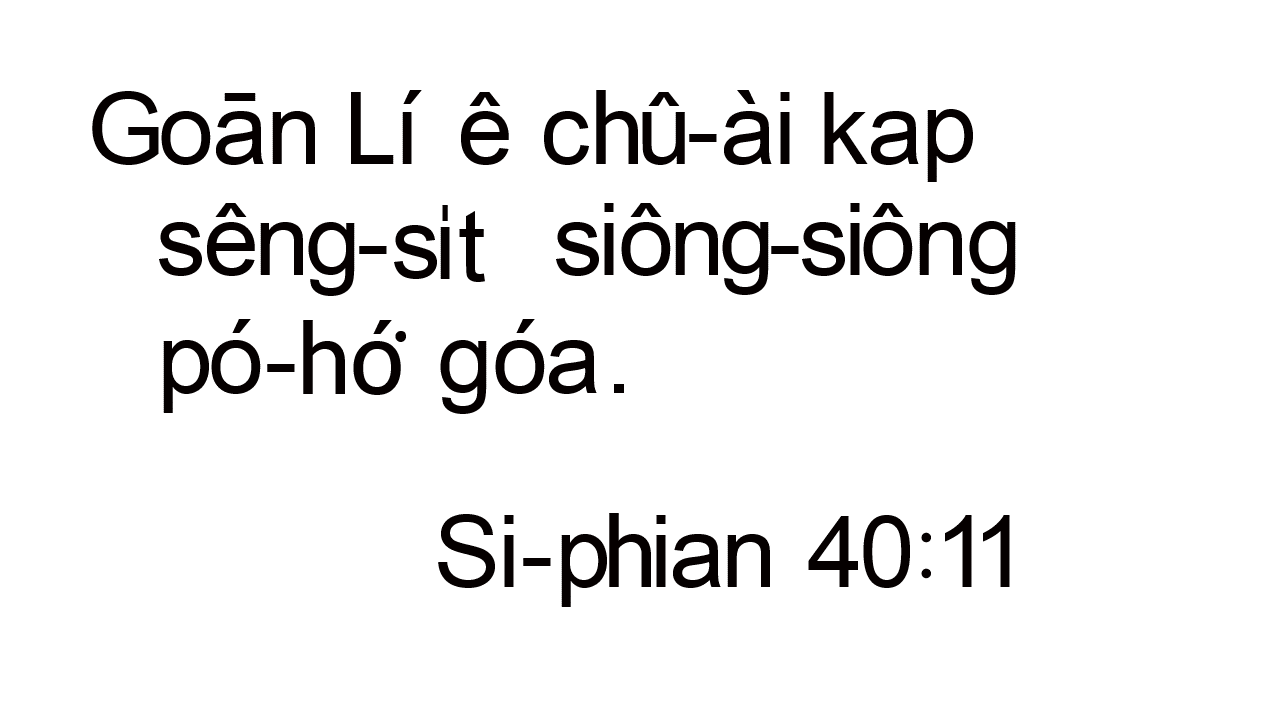 Goān Lí ê chû-ài kap
sêng-si̍t siông-siông
pó-hō͘ góa.
Si-phian 40:11